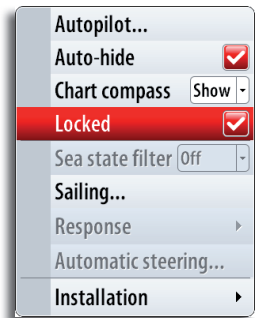 Autopilot...
Auto-hide
Chart compass Show
Locked
Sea state filter Off
Sailing...
Response
Automatic steering...
Installation